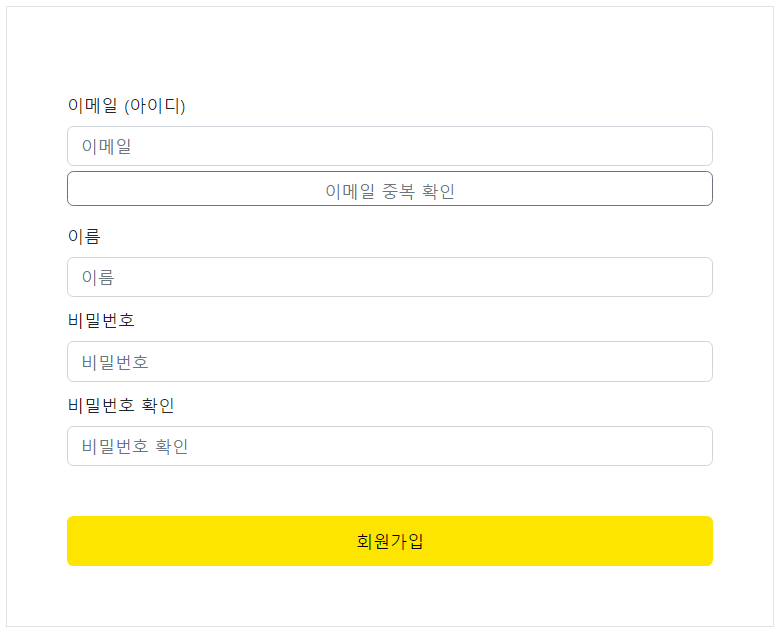 이메일 (아이디)
이메일
이메일 중복 확인
이름
이름
비밀번호
비밀번호
비밀번호 확인
비밀번호 확인
회원가입